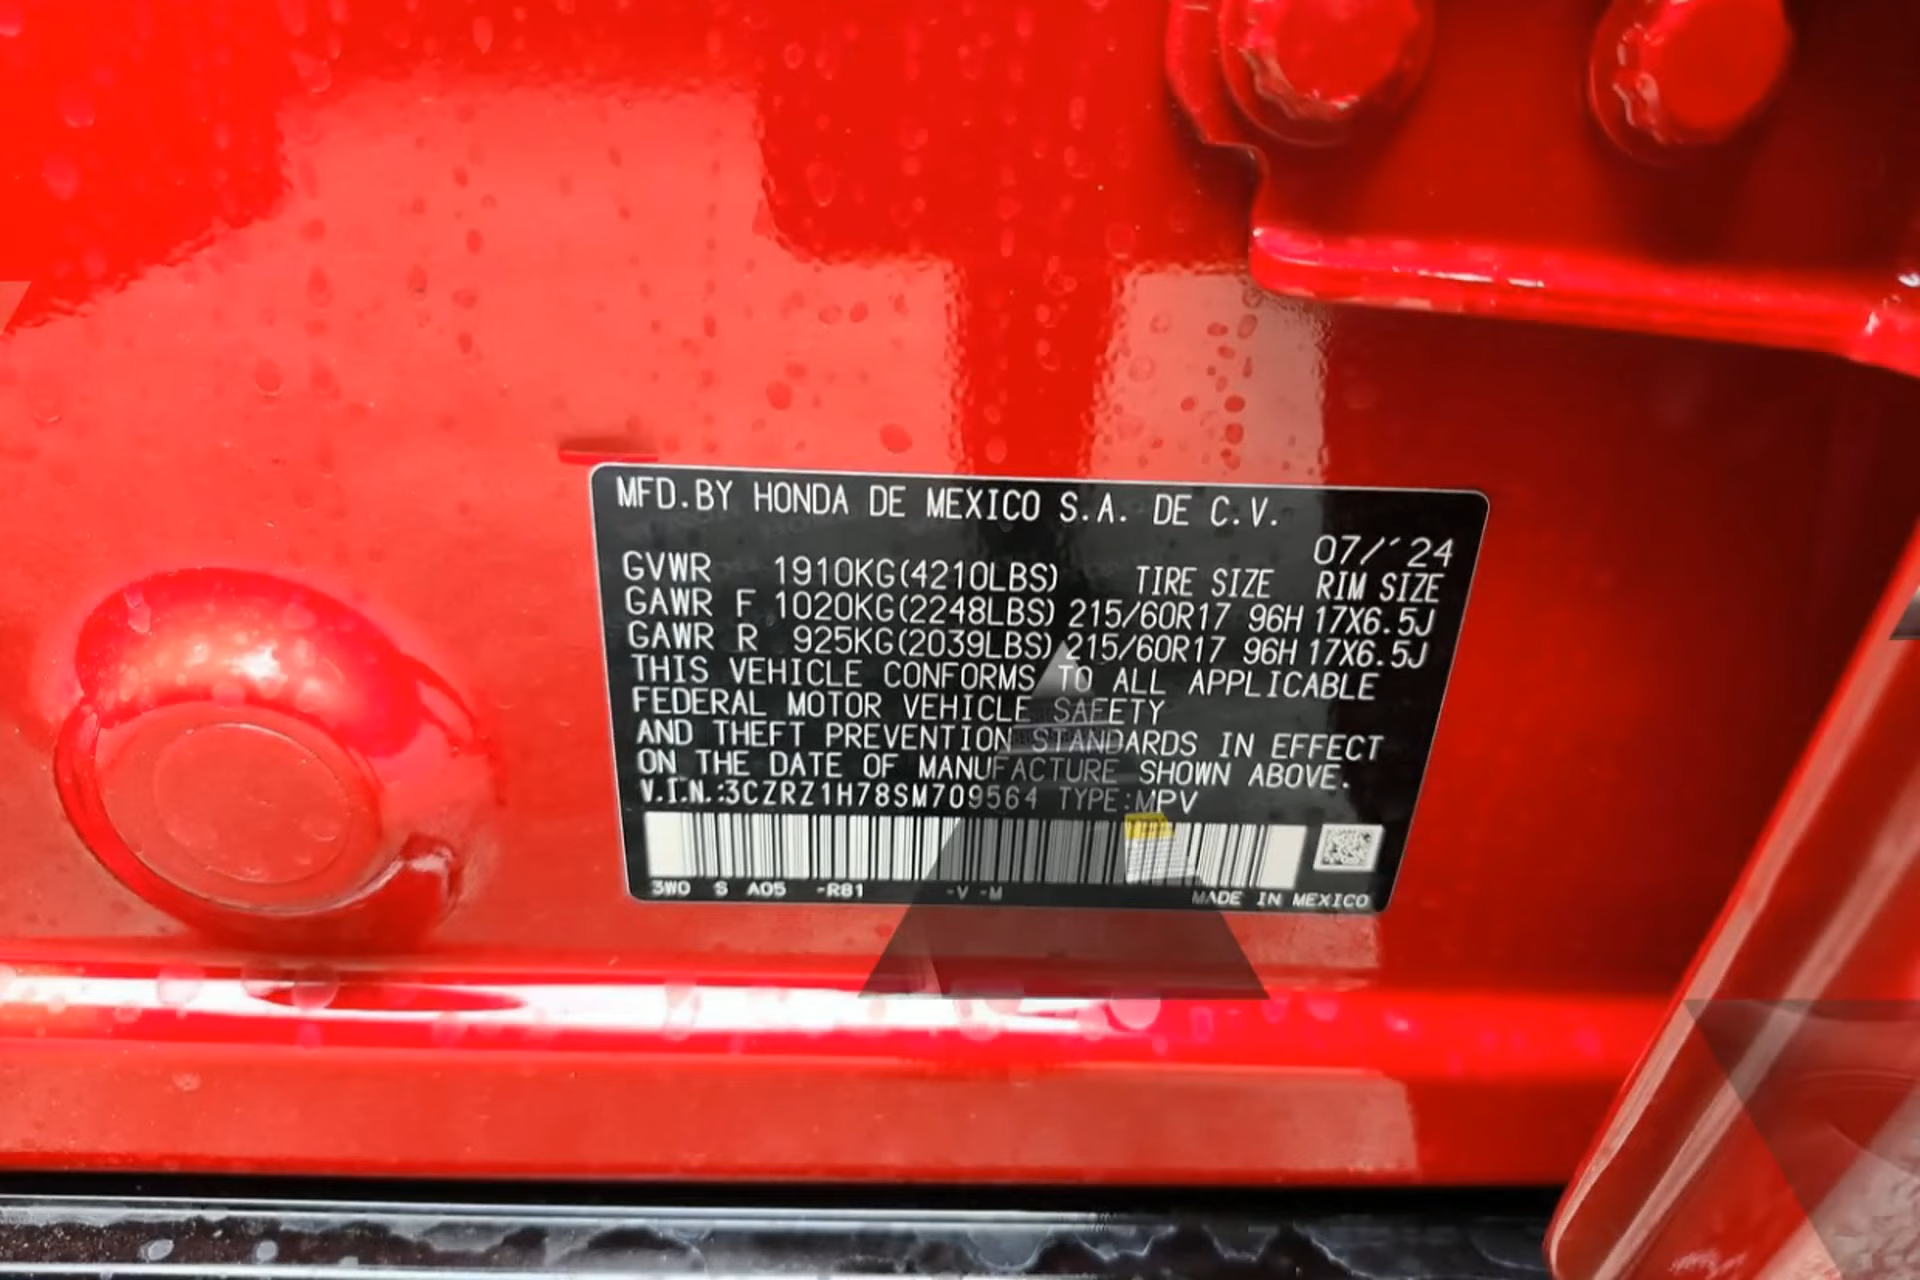 MFD.BY HONDA DE MEXICO S.A. DE C.V.
07/´24
GVWR 1910KG(4210LBS) TIRE SIZE RIM SIZE
GAWR F 1020KG(2248LBS) 215/60R17 96H 17X6.5J
GAWR R 925KG(2039LBS) 215/60R17 96H 17X6.5J
THIS VEHICLE CONFORMS TO ALL APPLICABLE
FEDERAL MOTOR VEHICLE SAFETY
AND THEFT PREVENTION STANDARDS IN EFFECT
ON THE DATE OF MANUFACTURE SHOWN ABOVE.
V.I.N.:3CZRZ1H78SM709564 TYPE:MPV
3W0 S A05 -R81 -V -M MADE IN MEXICO